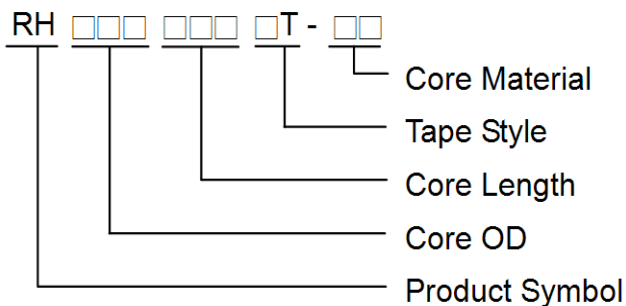 RH □□□ □□□ □T - □□
Core Material
Tape Style
Core Length
Core OD
Product Symbol